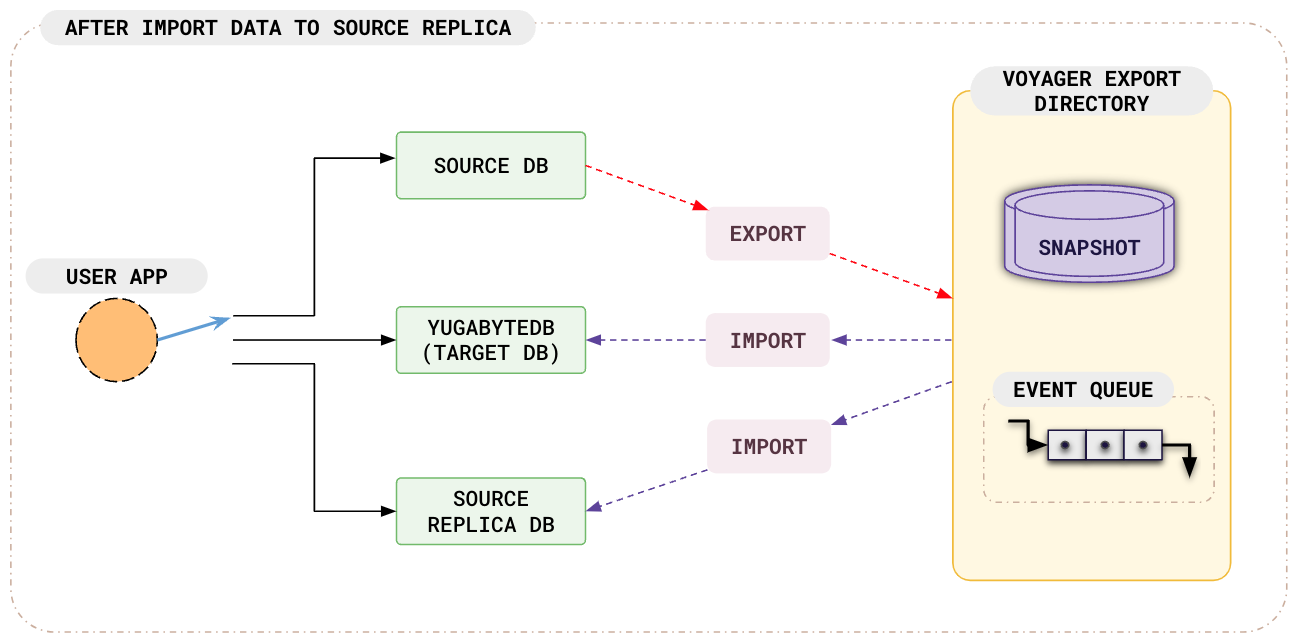 AFTER IMPORT DATA TO SOURCE REPLICA
VOYAGER EXPORT
DIRECTORY
SOURCE DB
EXPORT
SNAPSHOT
USER APP
YUGABYTEDB
(TARGET DB)
IMPORT
EVENT QUEUE
IMPORT
SOURCE
REPLICA DB